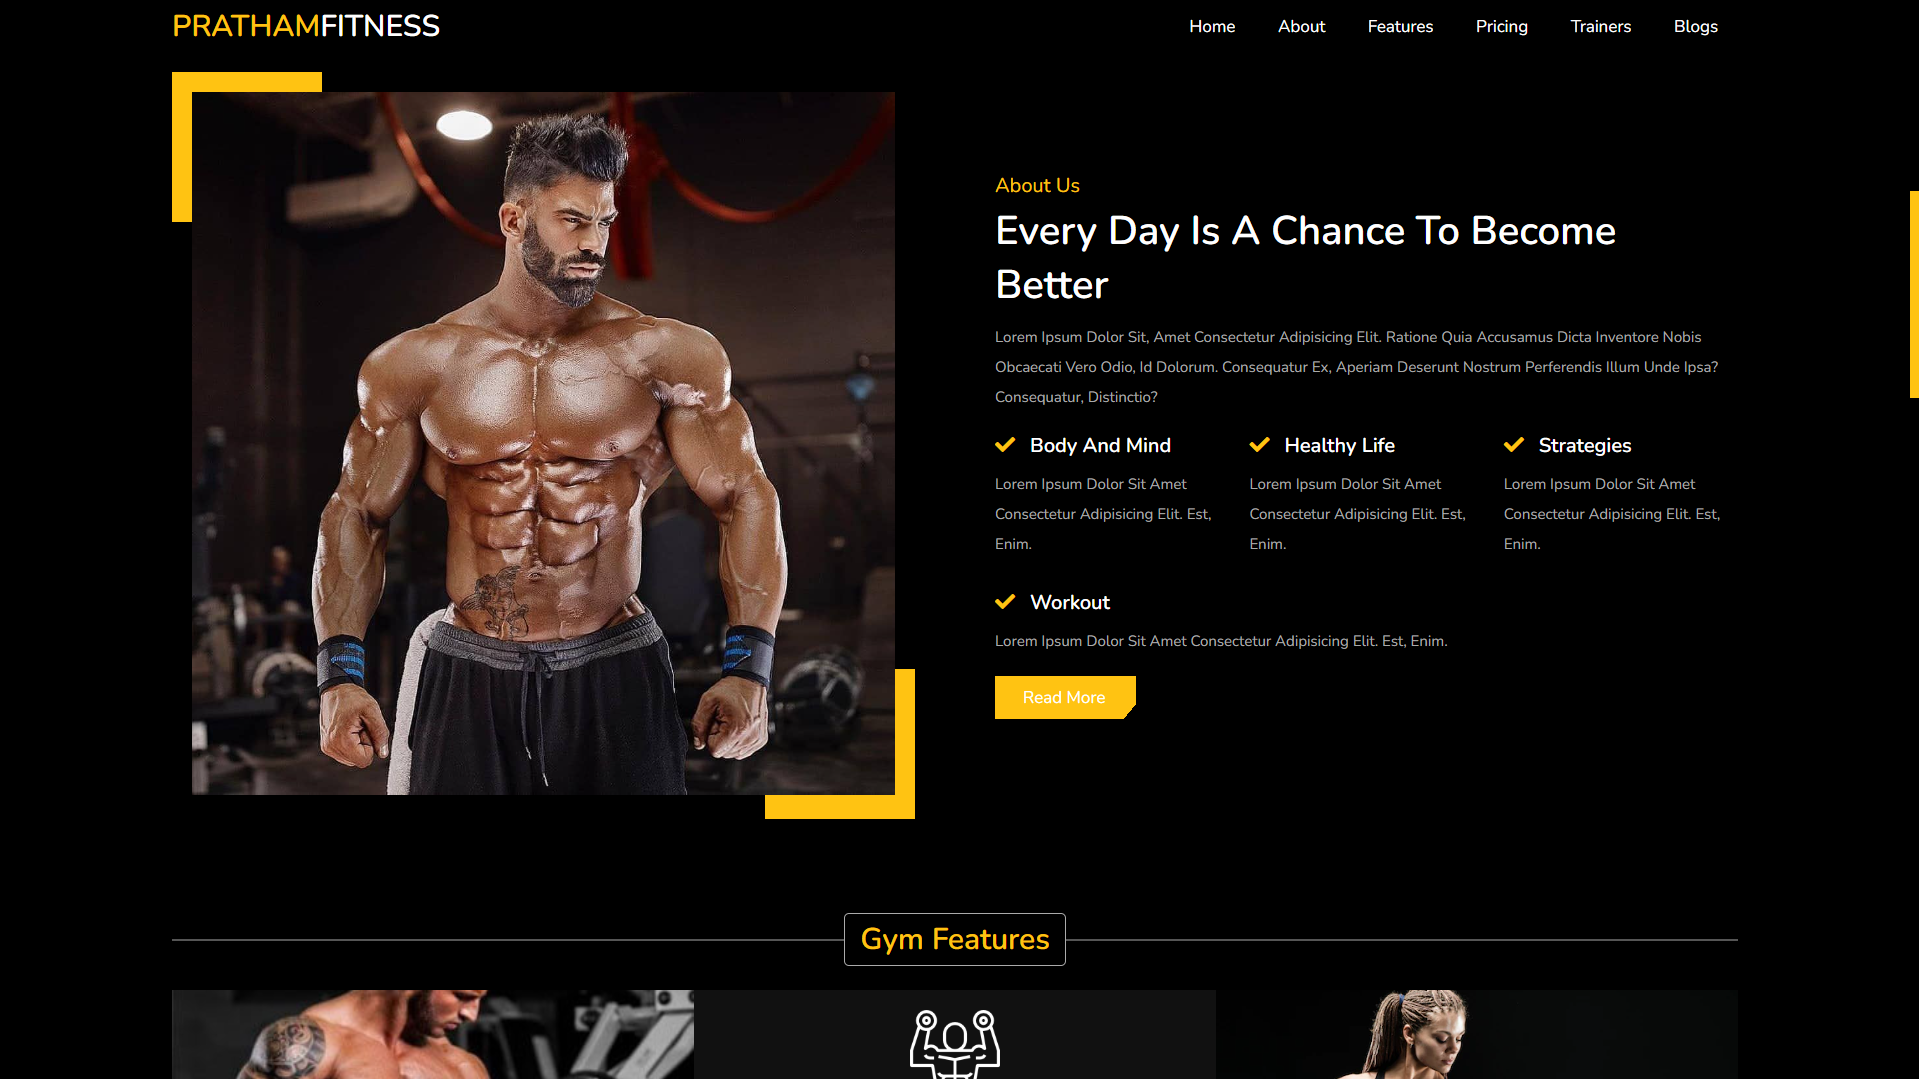 PRATHAMFITNESS
Home About Features Pricing Trainers Blogs
About Us
Every Day Is A Chance To Become
Better
Lorem Ipsum Dolor Sit, Amet Consectetur Adipisicing Elit. Ratione Quia Accusamus Dicta Inventore Nobis
Obcaecati Vero Odio, Id Dolorum. Consequatur Ex, Aperiam Deserunt Nostrum Perferendis Illum Unde Ipsa?
Consequatur, Distinctio?
Body And Mind
Lorem Ipsum Dolor Sit Amet
Consectetur Adipisicing Elit. Est,
Enim.
Healthy Life
Lorem Ipsum Dolor Sit Amet
Consectetur Adipisicing Elit. Est,
Enim.
Strategies
Lorem Ipsum Dolor Sit Amet
Consectetur Adipisicing Elit. Est,
Enim.
Workout
Lorem Ipsum Dolor Sit Amet Consectetur Adipisicing Elit. Est, Enim.
Read More
Gym Features